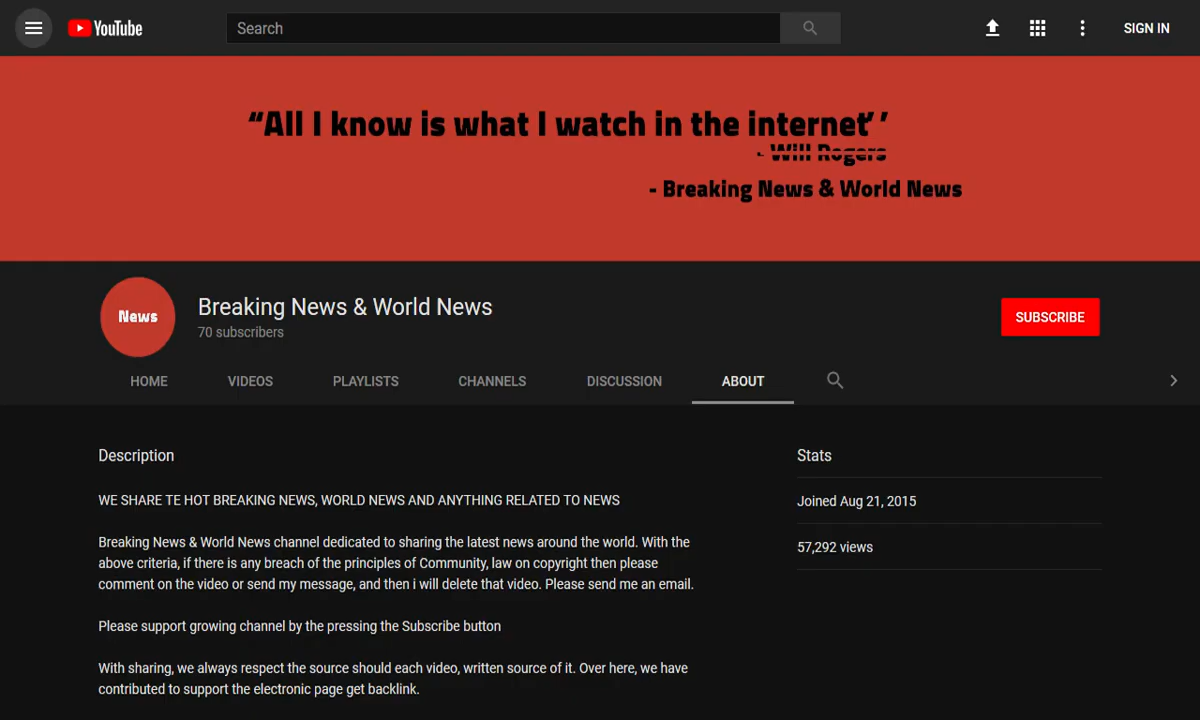 YouTube
Search
SIGN IN
“All I know is what I watch in the internet’’
- Will Rogers
- Breaking News & World News
News
Breaking News & World News
70 subscribers
SUBSCRIBE
HOME VIDEOS PLAYLISTS CHANNELS DISCUSSION ABOUT
Description
WE SHARE TE HOT BREAKING NEWS, WORLD NEWS AND ANYTHING RELATED TO NEWS
Breaking News & World News channel dedicated to sharing the latest news around the world. With the
above criteria, if there is any breach of the principles of Community, law on copyright then please
comment on the video or send my message, and then i will delete that video. Please send me an email.
Please support growing channel by the pressing the Subscribe button
With sharing, we always respect the source should each video, written source of it. Over here, we have
contributed to support the electronic page get backlink.
Stats
Joined Aug 21, 2015
57,292 views